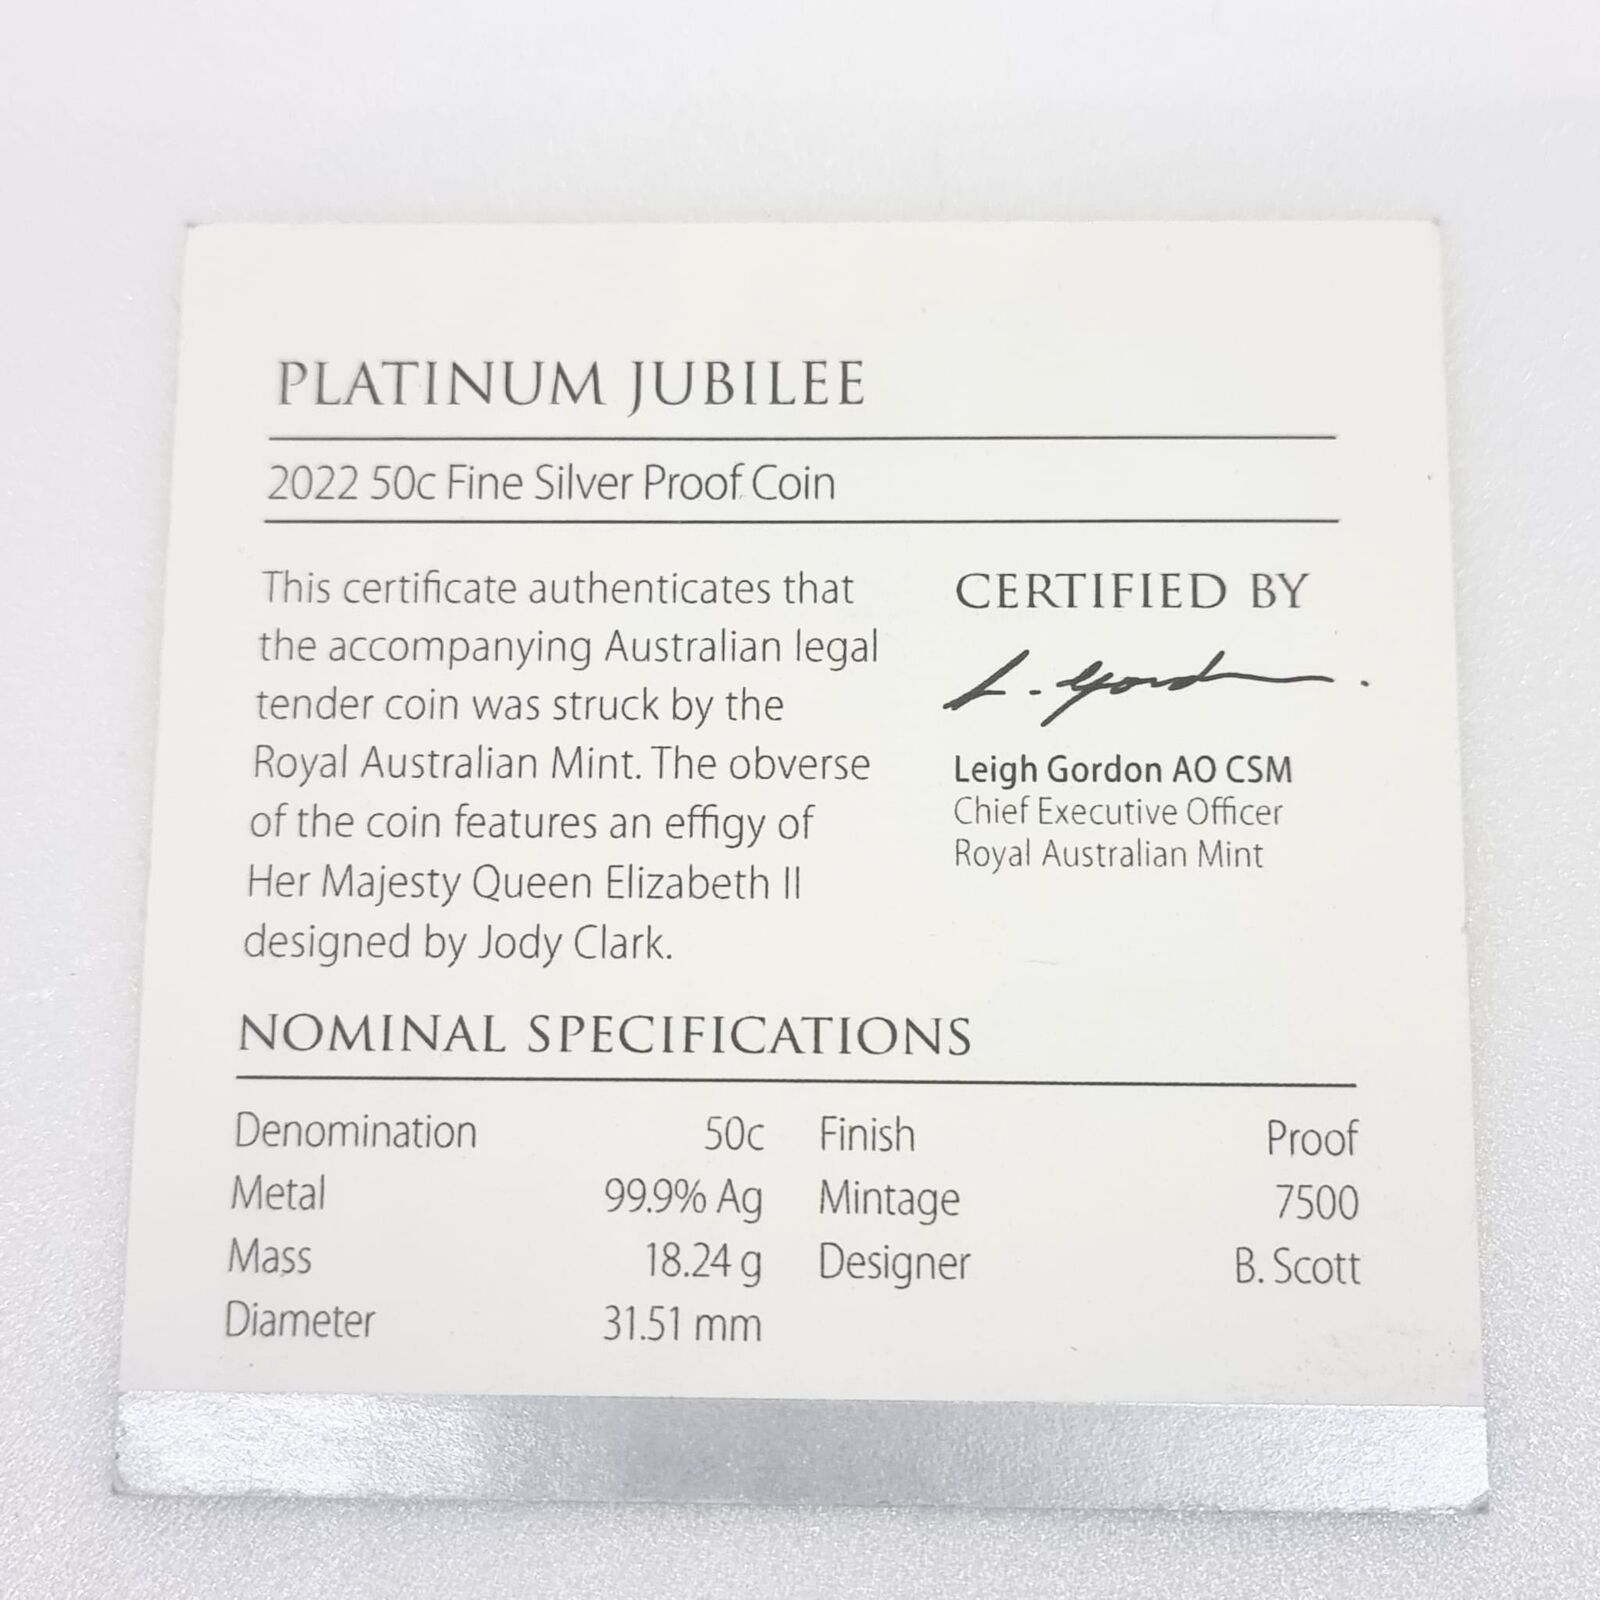 PLATINUM JUBILEE
2022 50c Fine Silver Proof Coin
This certificate authenticates that
the accompanying Australian legal
tender coin was struck by the
Royal Australian Mint. The obverse
of the coin features an effigy of
Her Majesty Queen Elizabeth II
designed by Jody Clark.
CERTIFIED BY
L. Gordon.
Leigh Gordon AO CSM
Chief Executive Officer
Royal Australian Mint
NOMINAL SPECIFICATIONS
Denomination 50c Finish Proof
Metal 99.9% Ag Mintage 7500
Mass 18.24 g Designer B. Scott
Diameter 31.51 mm